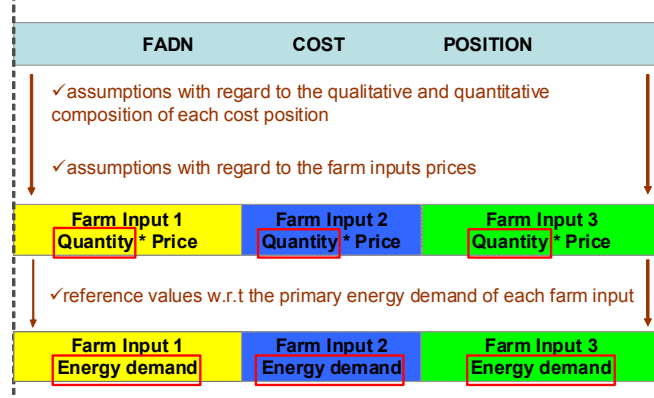 FADN COST POSITION
✓assumptions with regard to the qualitative and quantitative
composition of each cost position
✓assumptions with regard to the farm inputs prices
Farm Input 1 Farm Input 2 Farm Input 3
Quantity * Price Quantity * Price Quantity * Price
✓reference values w.r.t the primary energy demand of each farm input
Farm Input 1 Farm Input 2 Farm Input 3
Energy demand Energy demand Energy demand